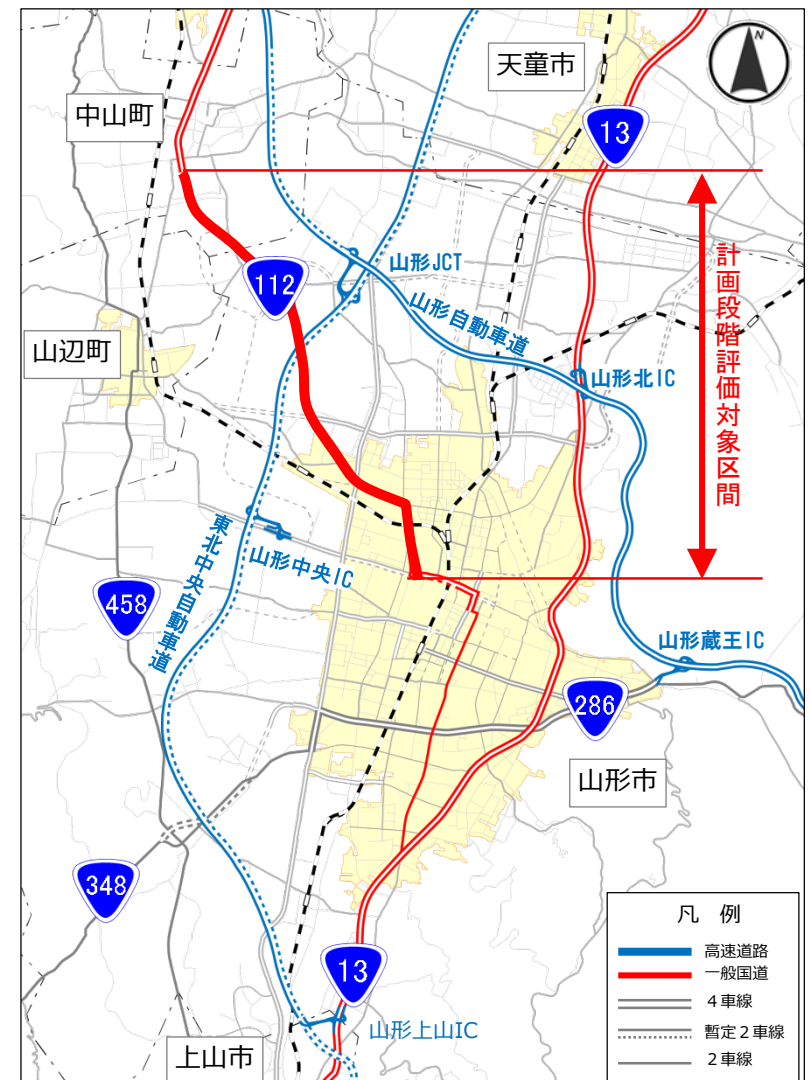 N
天童市
13
中山町
山形JCT
112
山形自動車道
計画段階評価対象区間
山辺町
山形北IC
東北中央自動車道
山形中央IC
458
山形蔵王IC
286
山形市
348
13
山形上山IC
上山市
凡 例
高速道路
一般国道
4車線
暫定2車線
2車線